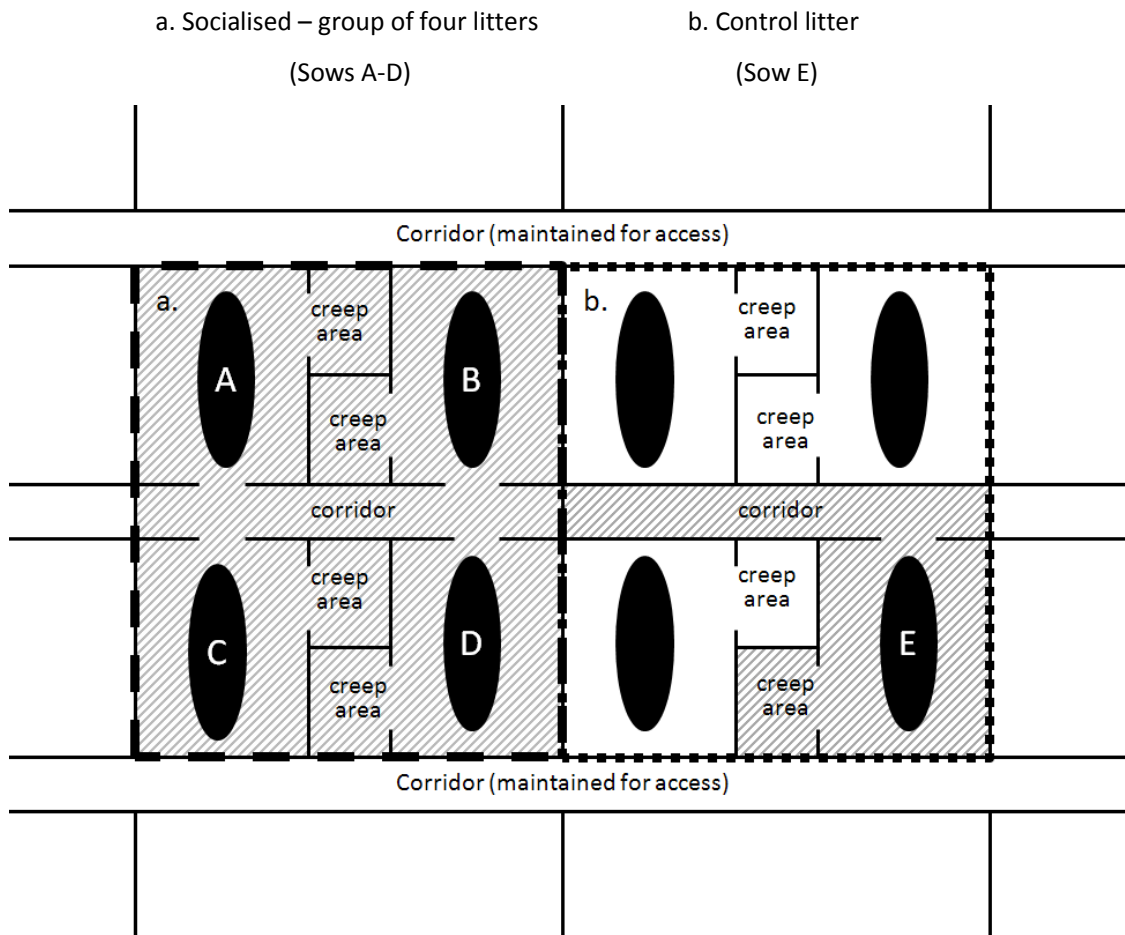 a. Socialised – group of four litters
(Sows A-D)
b. Control litter
(Sow E)
Corridor (maintained for access)
a.
A
creep
area
B
creep
area
corridor
C
creep
area
D
creep
area
b.
creep
area
creep
area
corridor
creep
area
E
creep
area
Corridor (maintained for access)